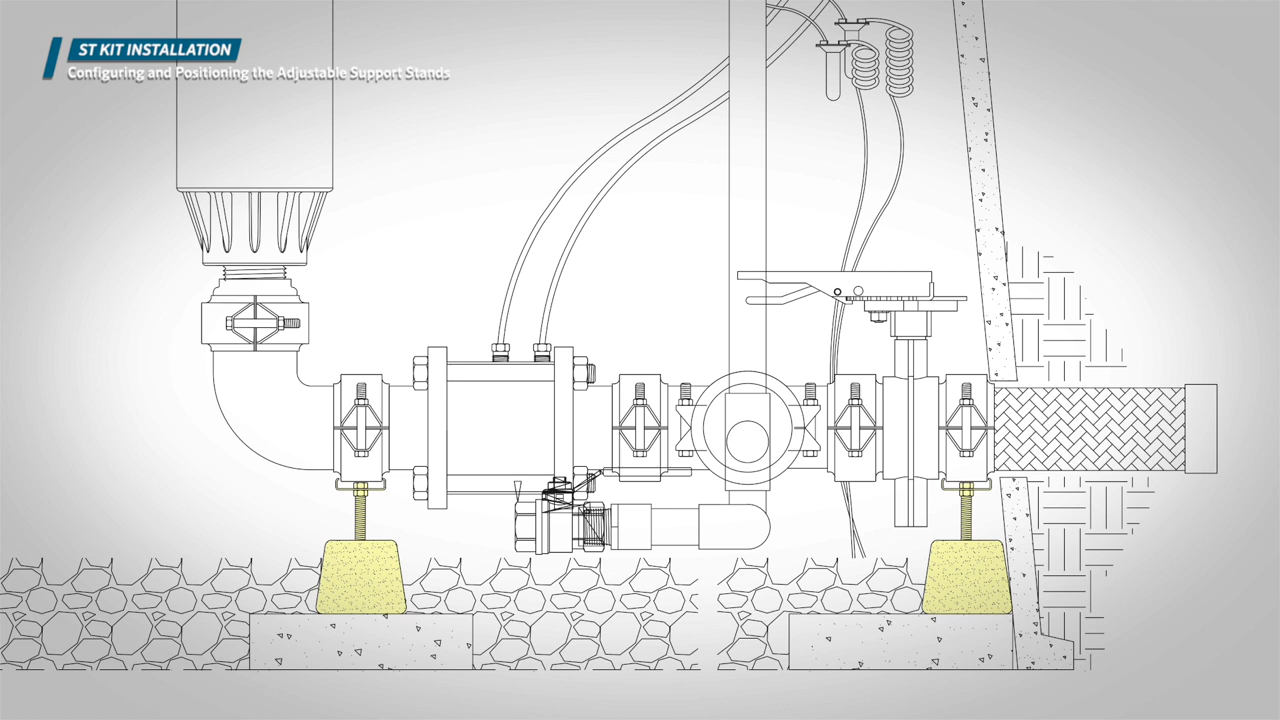 ST KIT INSTALLATION
Configuring and Positioning the Adjustable Support Stands